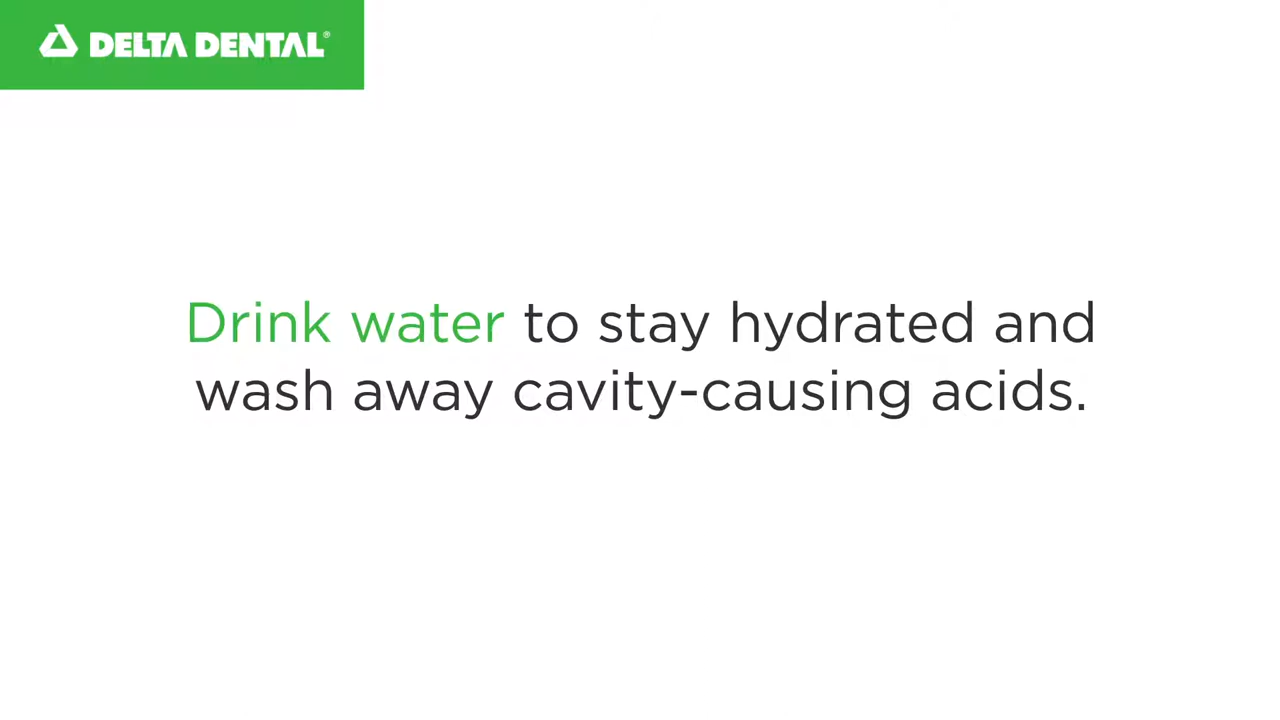 DELTA DENTAL®
Drink water to stay hydrated and
wash away cavity-causing acids.